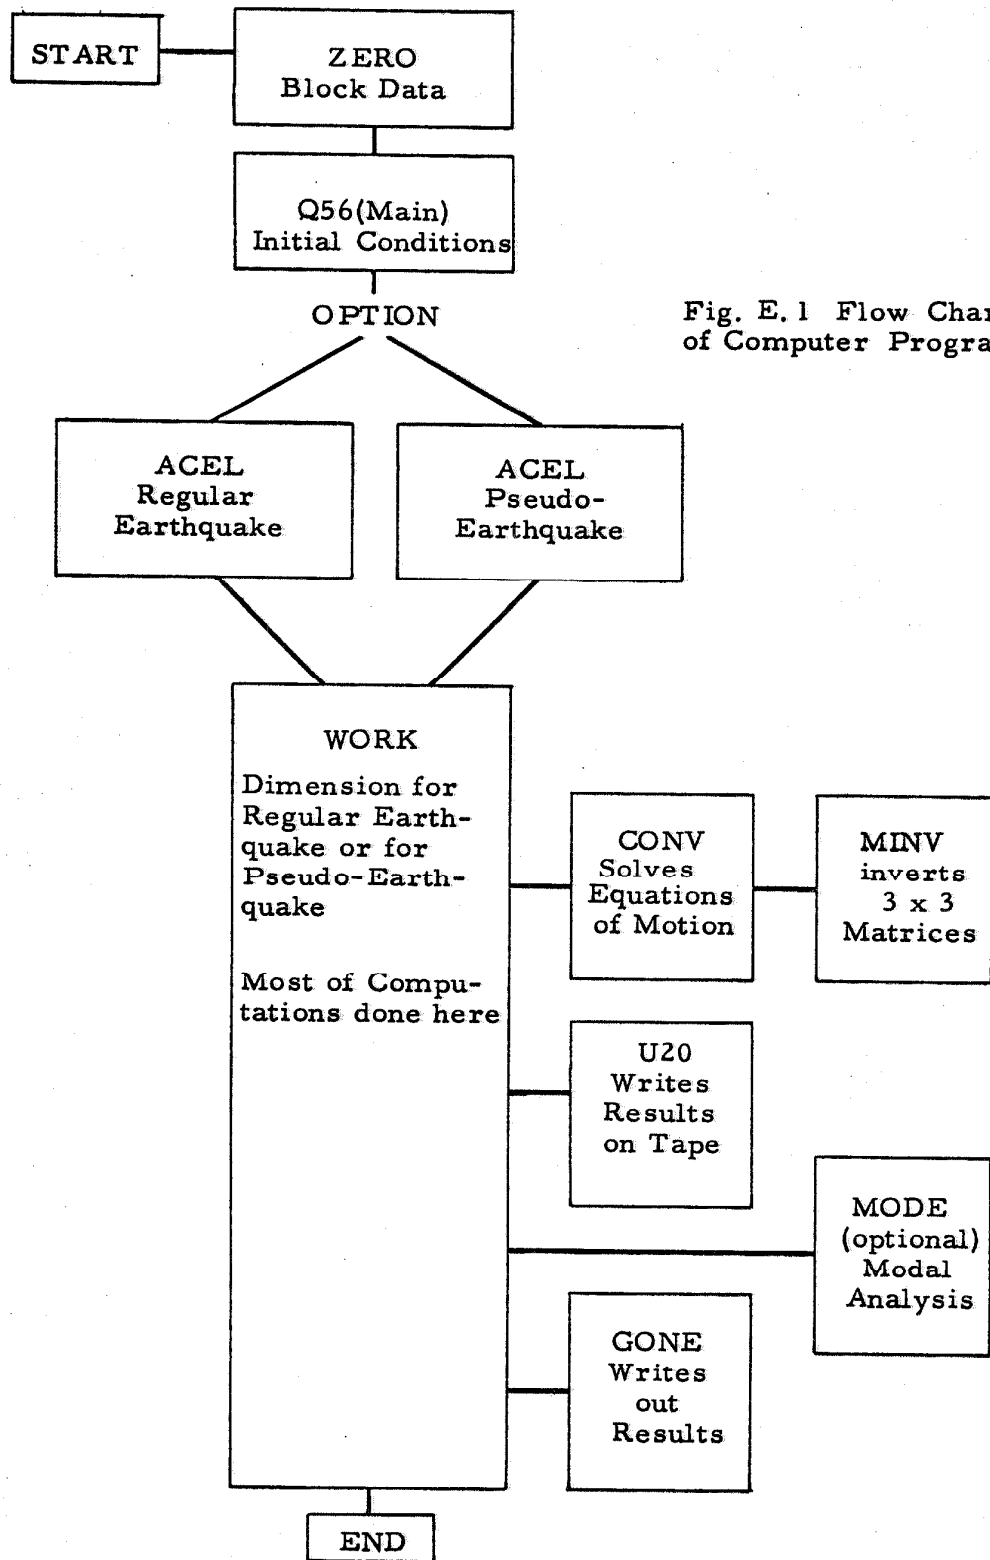 START
ZERO
Block Data
Q56(Main)
Initial Conditions
OPTION
Fig. E.1 Flow Char
of Computer Progra
ACEL
Regular
Earthquake
ACEL
Pseudo-
Earthquake
WORK
Dimension for
Regular Earth-
quake or for
Pseudo-Earth-
quake
Most of Compu-
tations done here
CONV
Solves
Equations
of Motion
MINV
inverts
3 x 3
Matrices
U20
Writes
Results
on Tape
MODE
(optional)
Modal
Analysis
GONE
Writes
out
Results
END